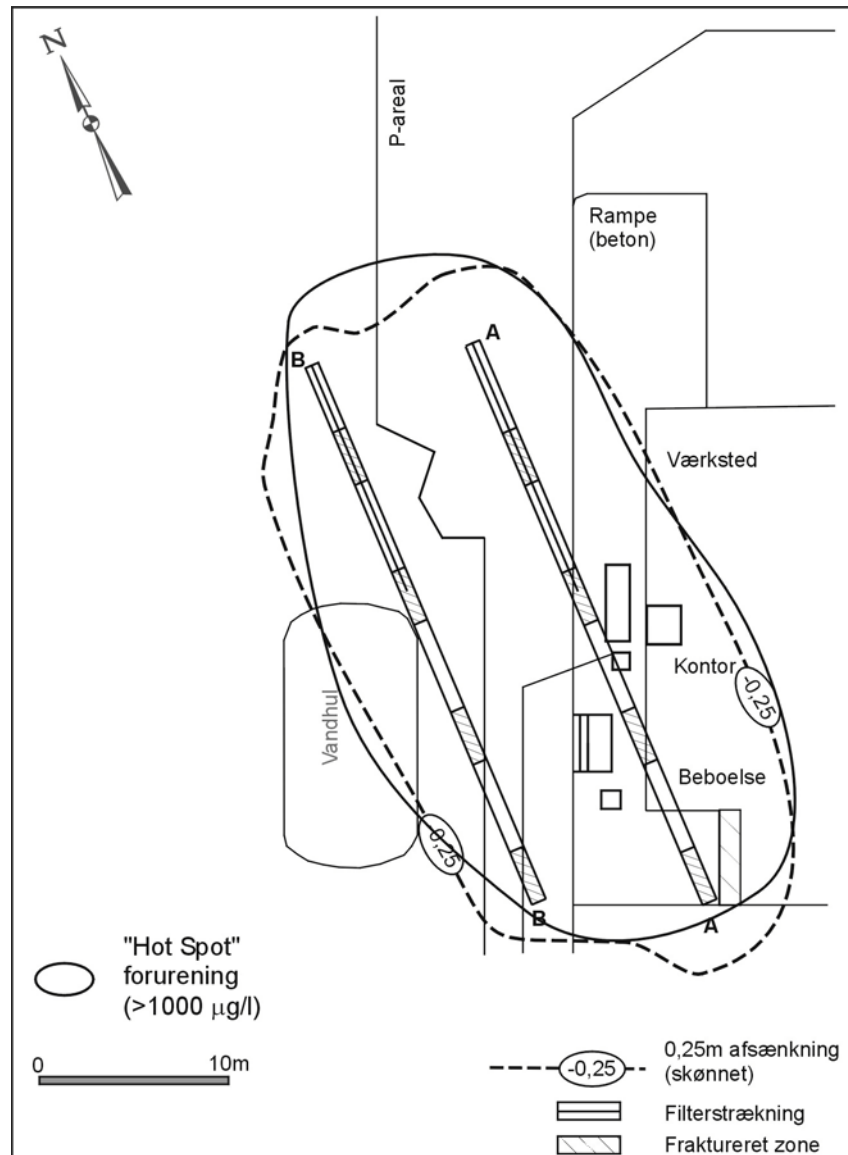 N
P-areal
Rampe
(beton)
A
B
Værksted
Kontor
-0,25
Vandhul
Beboelse
-0,25
B
A
"Hot Spot"
forurening
(>1000 µg/l)
0 10m
0,25m afsænkning
(skønnet)
-0,25
Filterstrækning
Fraktureret zone